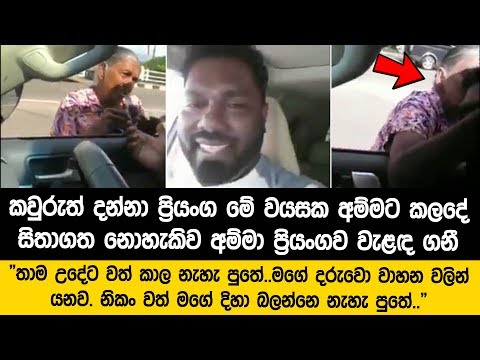 කවුරුත් දන්නා ප්‍රියංග මේ වයසක අම්මට කලදේ
සිතාගත නොහැකිව අම්මා ප්‍රියංගව වැළඳ ගනී
”තාම උදේට වත් කාල නැහැ පුතේ..මගේ දරුවො වාහන වලින්
යනව. නිකං වත් මගේ දිහා බලන්නෙ නැහැ පුතේ..”